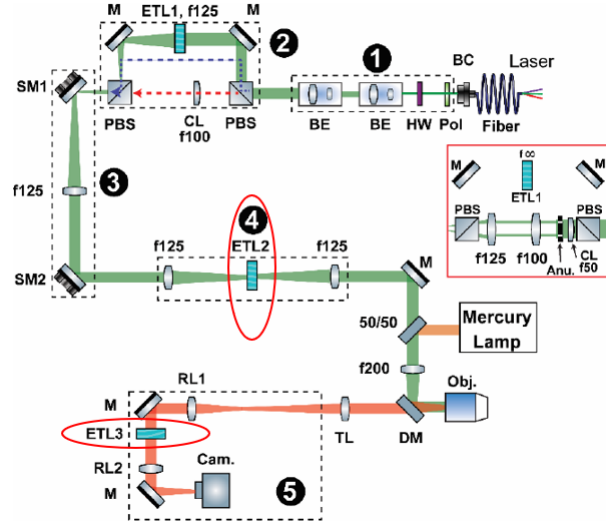 M
ETL1, f125
M
2
1
BC
Laser
SM1
PBS
CL
f100
PBS
BE
BE
HW
Pol
Fiber
f∞
M
ETL1
M
PBS
PBS
f125
f100
Anu.
CL
f50
f125
3
4
SM2
f125
ETL2
f125
M
50/50
Mercury
Lamp
f200
RL1
Obj.
M
ETL3
TL
DM
RL2
Cam.
M
5